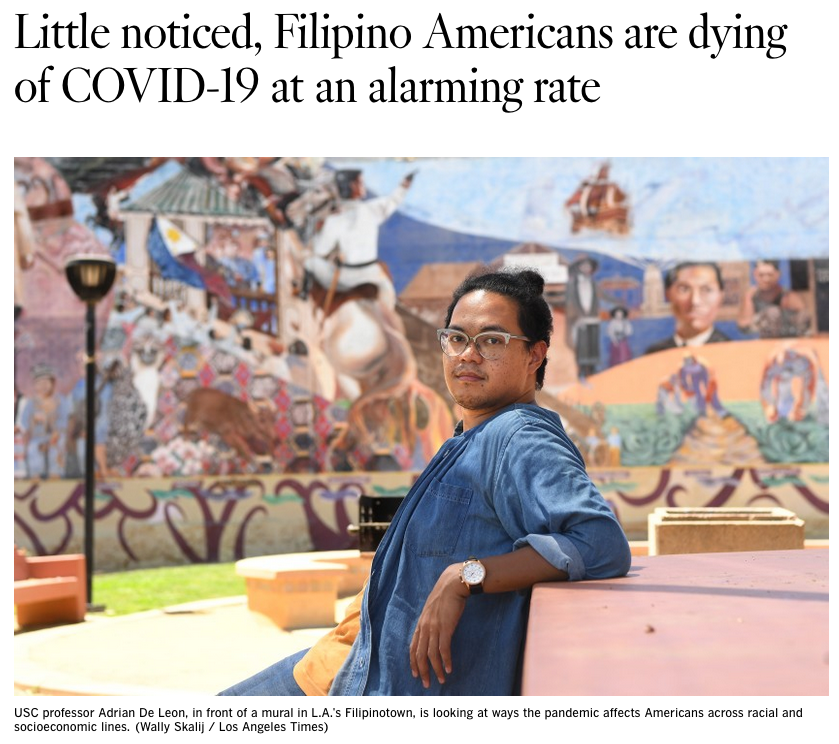 Little noticed, Filipino Americans are dying
of COVID-19 at an alarming rate
USC professor Adrian De Leon, in front of a mural in L.A.'s Filipinotown, is looking at ways the pandemic affects Americans across racial and
socioeconomic lines. (Wally Skalij / Los Angeles Times)